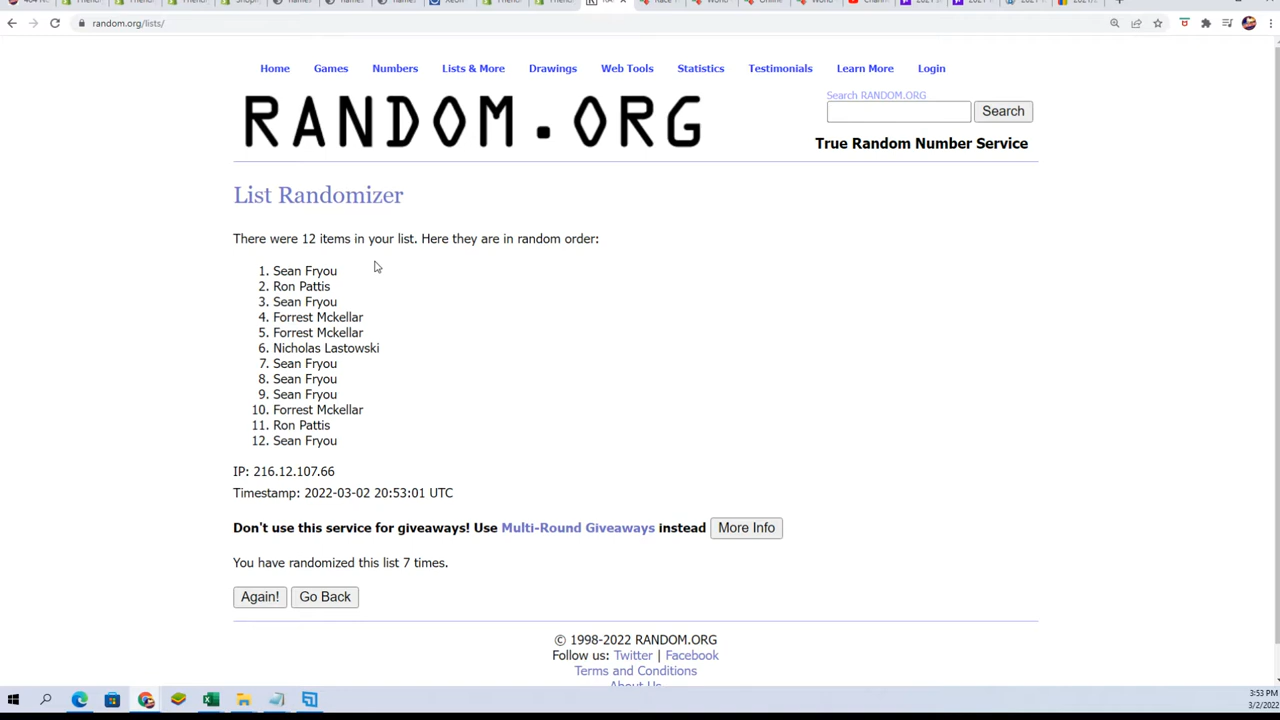 random.org/lists/
Home Games Numbers Lists & More Drawings Web Tools Statistics Testimonials Learn More Login
RANDOM.ORG
Search RANDOM.ORG
Search
True Random Number Service
List Randomizer
There were 12 items in your list. Here they are in random order:
1. Sean Fryou
2. Ron Pattis
3. Sean Fryou
4. Forrest Mckellar
5. Forrest Mckellar
6. Nicholas Lastowski
7. Sean Fryou
8. Sean Fryou
9. Sean Fryou
10. Forrest Mckellar
11. Ron Pattis
12. Sean Fryou
IP: 216.12.107.66
Timestamp: 2022-03-02 20:53:01 UTC
Don't use this service for giveaways! Use Multi-Round Giveaways instead More Info
You have randomized this list 7 times.
Again! Go Back
© 1998-2022 RANDOM.ORG
Follow us: Twitter | Facebook
Terms and Conditions
About Us
3:53 PM
3/2/2022